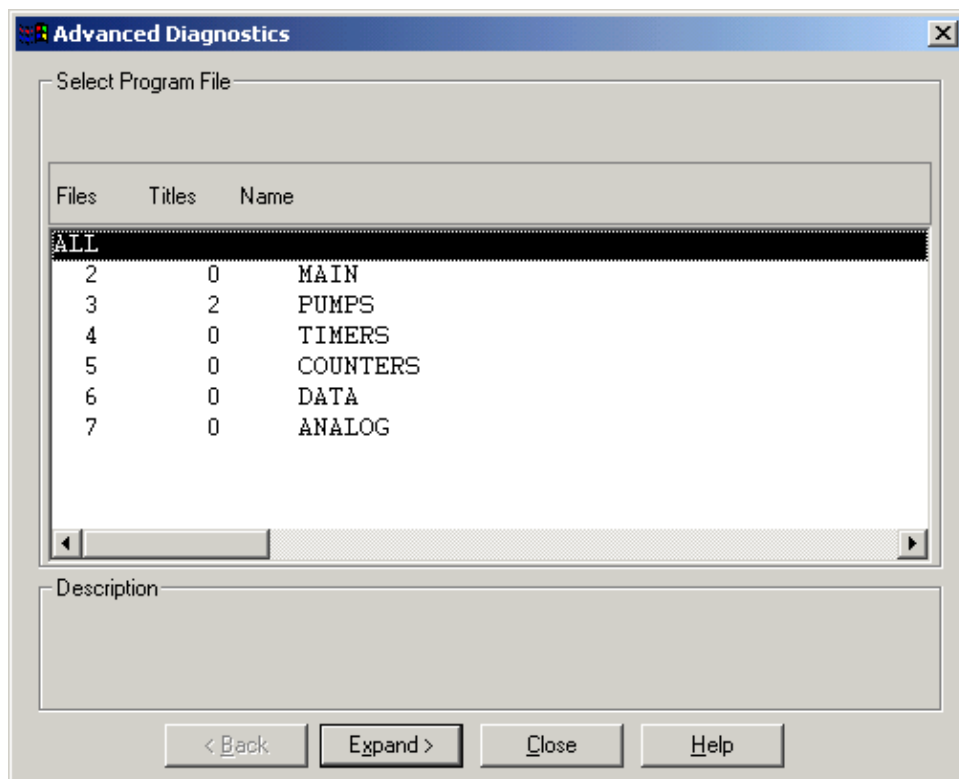 Advanced Diagnostics
Select Program File
Files Titles Name
ALL
2 0 MAIN
3 2 PUMPS
4 0 TIMERS
5 0 COUNTERS
6 0 DATA
7 0 ANALOG
Description
< Back Expand > Close Help